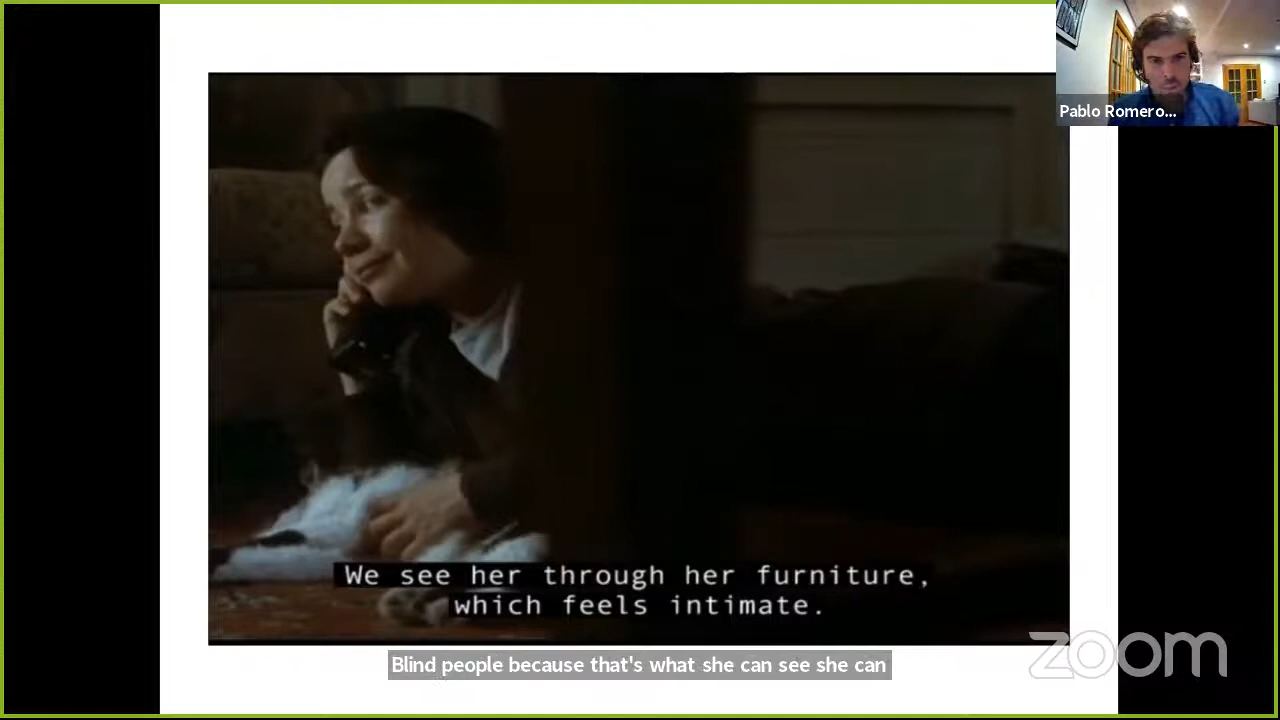 Pablo Romero...
We see her through her furniture,
which feels intimate.
Blind people because that's what she can see she can
zoom